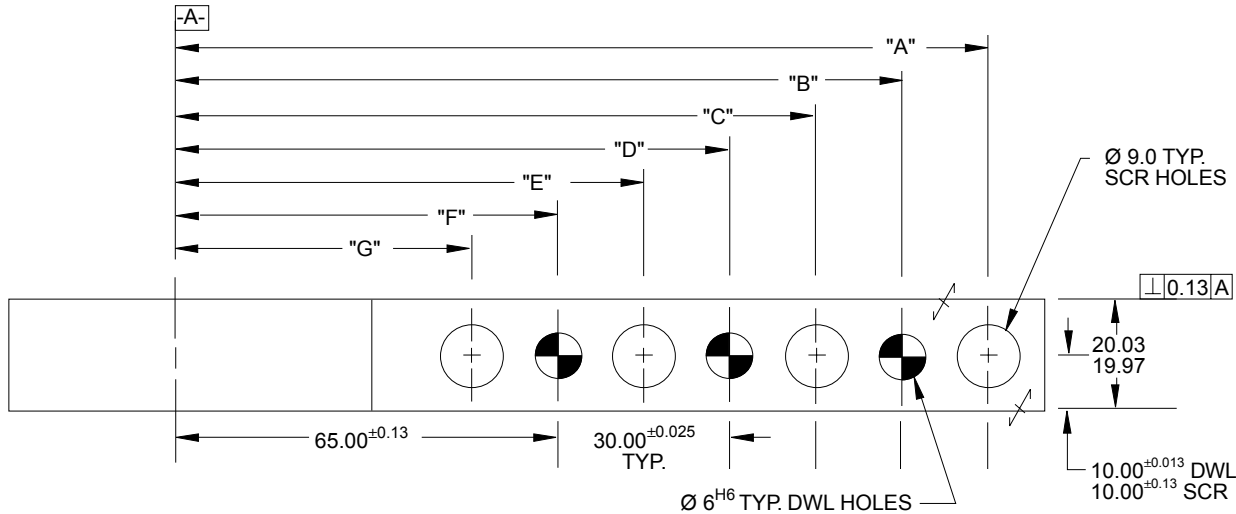 -A-
"A"
"B"
"C"
"D"
"E"
"F"
"G"
Ø 9.0 TYP.
SCR HOLES
⊥ 0.13 A
20.03
19.97
65.00±0.13
30.00±0.025
TYP.
10.00±0.013 DWL
10.00±0.13 SCR
Ø 6H6 TYP. DWL HOLES